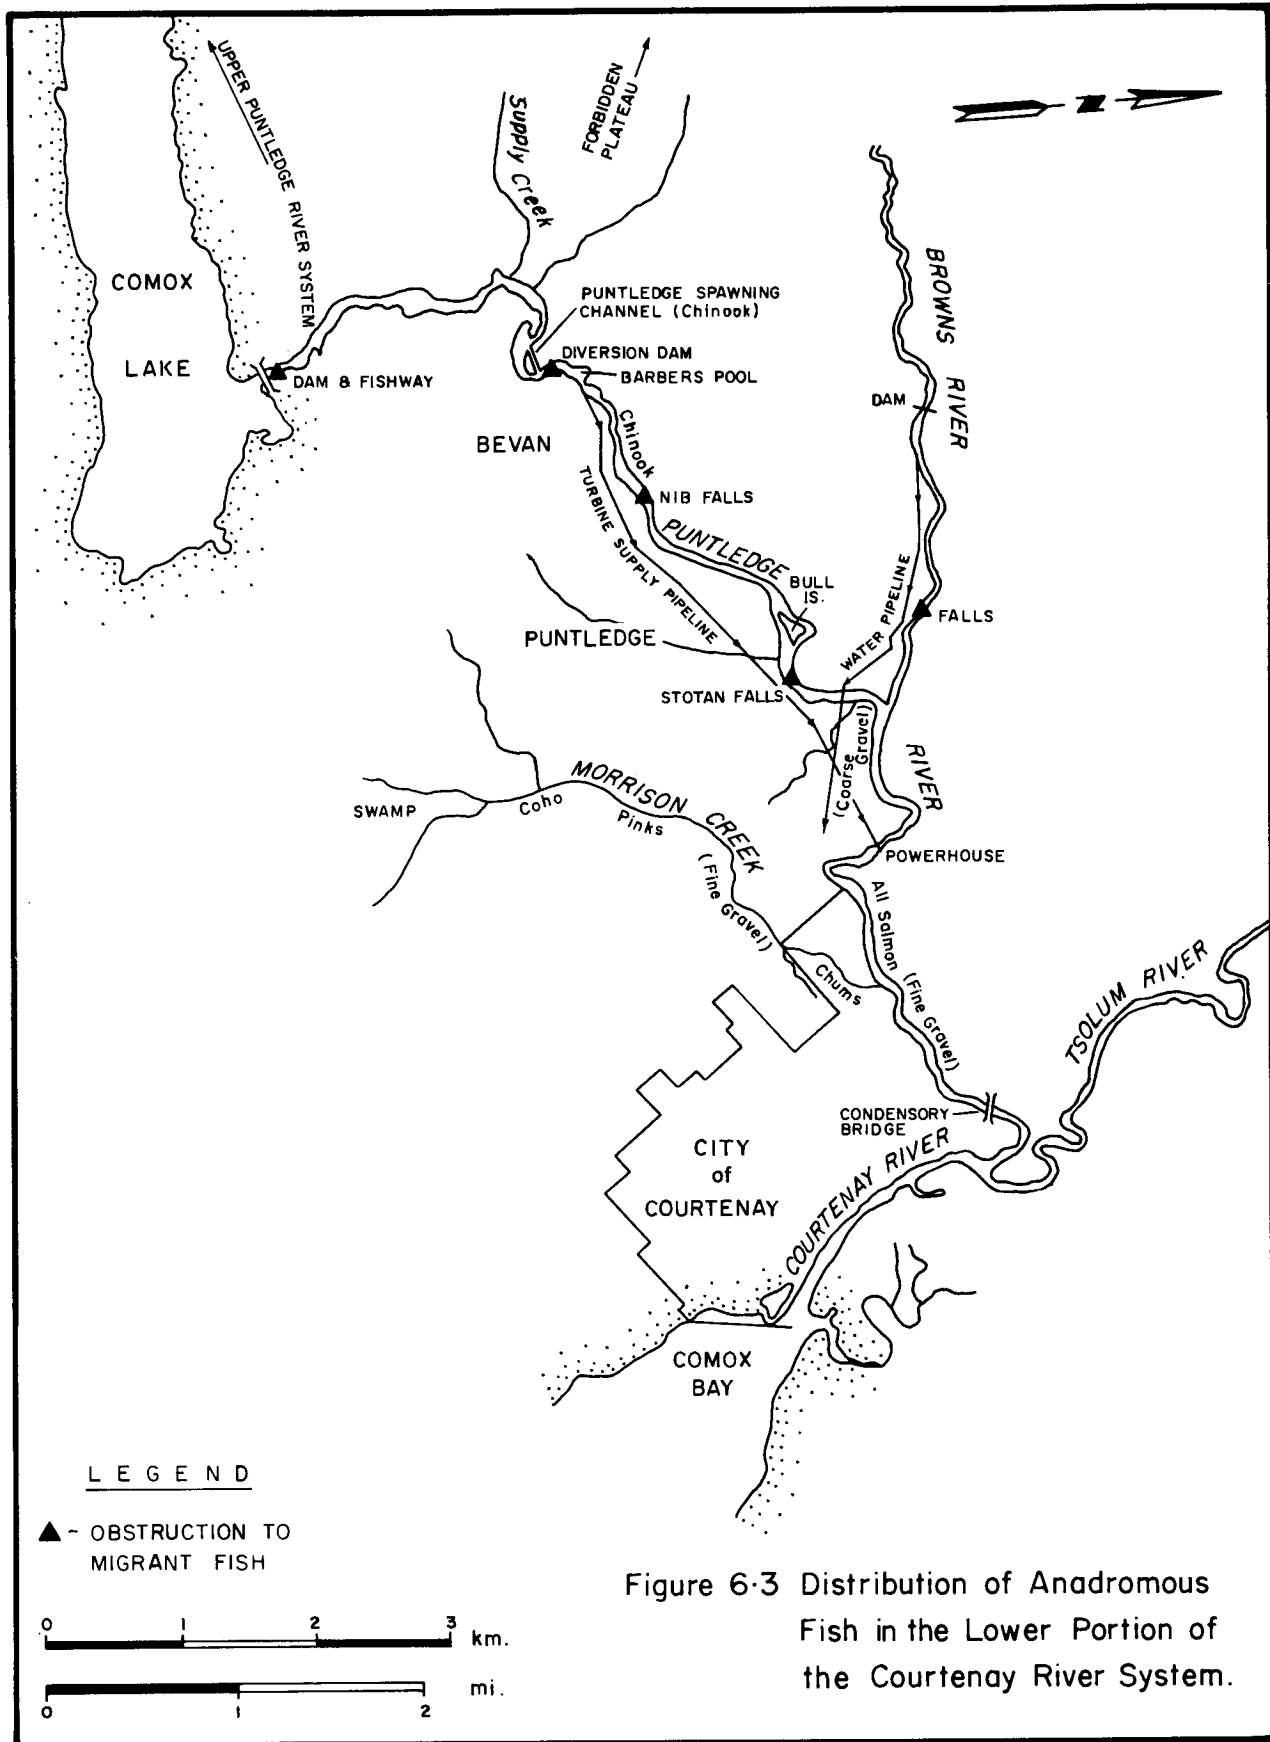 UPPER PUNTLEDGE RIVER SYSTEM
Supply Creek
FORBIDDEN
PLATEAU
N
COMOX
LAKE
BROWNS RIVER
PUNTLEDGE SPAWNING
CHANNEL (Chinook)
DIVERSION DAM
BARBERS POOL
DAM & FISHWAY
DAM
BEVAN
Chinook
NIB FALLS
TURBINE SUPPLY PIPELINE
PUNTLEDGE
BULL
IS.
WATER PIPELINE
FALLS
PUNTLEDGE
STOTAN FALLS
(Coarse
Gravel)
RIVER
MORRISON CREEK
SWAMP
Coho
Pinks
(Fine Gravel)
POWERHOUSE
All Salmon (Fine Gravel)
Chums
TSOLUM RIVER
CONDENSORY
BRIDGE
CITY
of
COURTENAY
COURTENAY RIVER
COMOX
BAY
LEGEND
- OBSTRUCTION TO
MIGRANT FISH
0 1 2 3
km.
mi.
0 1 2
Figure 6·3 Distribution of Anadromous
Fish in the Lower Portion of
the Courtenay River System.